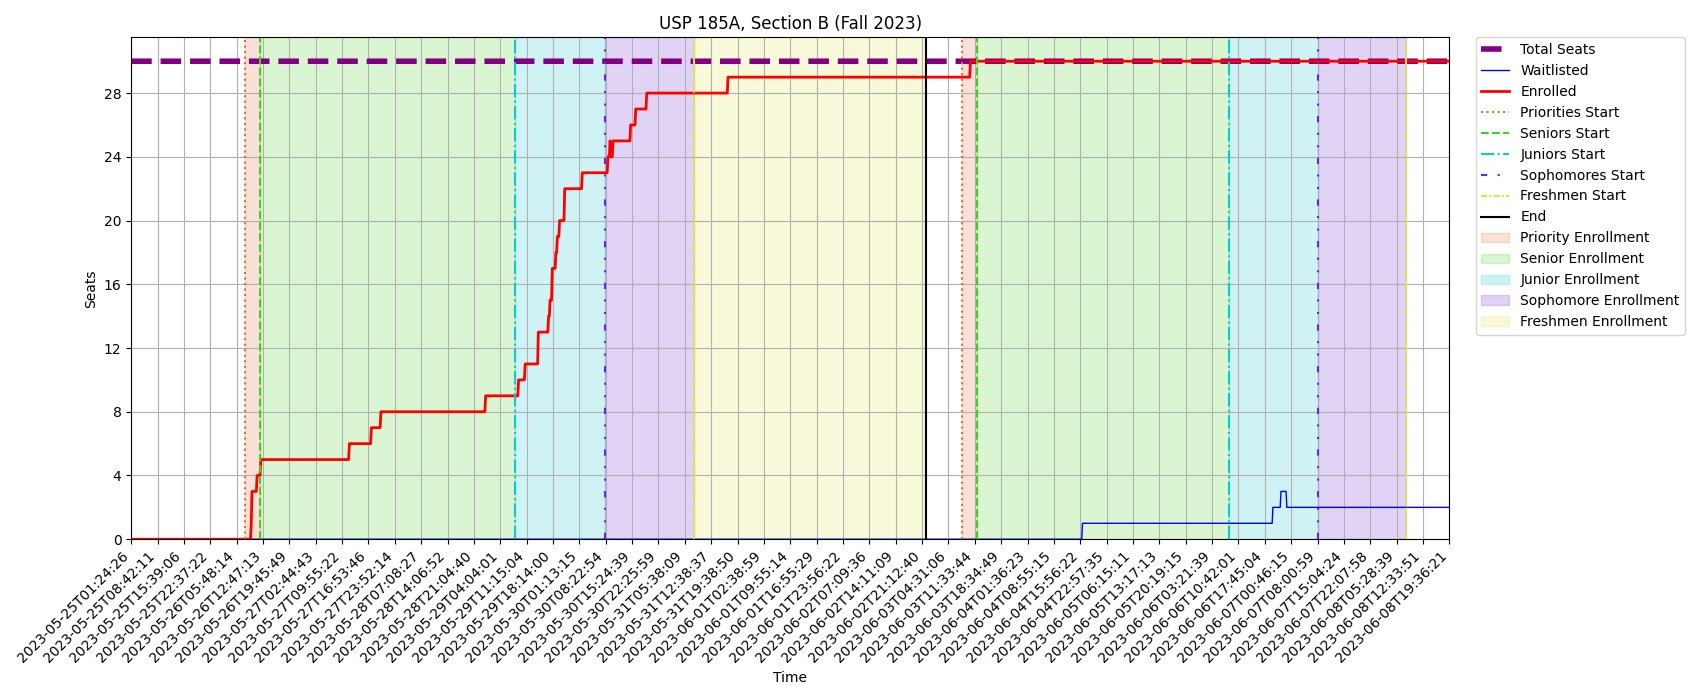 USP 185A, Section B (Fall 2023)
Seats
28
24
20
16
12
8
4
0
2023-05-25T01:24:26
2023-05-25T08:42:11
2023-05-25T15:39:06
2023-05-25T22:37:22
2023-05-26T05:48:14
2023-05-26T12:47:13
2023-05-26T19:45:49
2023-05-27T02:44:43
2023-05-27T09:55:22
2023-05-27T16:53:46
2023-05-27T23:52:14
2023-05-28T07:08:27
2023-05-28T14:06:52
2023-05-28T21:04:40
2023-05-29T04:04:01
2023-05-29T11:15:04
2023-05-29T18:14:00
2023-05-30T01:13:15
2023-05-30T08:22:54
2023-05-30T15:24:39
2023-05-30T22:25:59
2023-05-31T05:38:09
2023-05-31T12:38:37
2023-05-31T19:38:50
2023-06-01T02:38:59
2023-06-01T09:55:14
2023-06-01T16:55:29
2023-06-01T23:56:22
2023-06-02T07:09:36
2023-06-02T14:11:09
2023-06-02T21:12:40
2023-06-03T04:31:06
2023-06-03T11:33:44
2023-06-03T18:34:49
2023-06-04T01:36:23
2023-06-04T08:55:15
2023-06-04T15:56:22
2023-06-04T22:57:35
2023-06-05T06:15:11
2023-06-05T13:17:13
2023-06-05T20:19:15
2023-06-06T03:21:39
2023-06-06T10:42:01
2023-06-06T17:45:04
2023-06-07T00:46:15
2023-06-07T08:00:59
2023-06-07T15:04:24
2023-06-07T22:07:58
2023-06-08T05:28:39
2023-06-08T12:33:51
2023-06-08T19:36:21
Time
Total Seats
Waitlisted
Enrolled
Priorities Start
Seniors Start
Juniors Start
Sophomores Start
Freshmen Start
End
Priority Enrollment
Senior Enrollment
Junior Enrollment
Sophomore Enrollment
Freshmen Enrollment